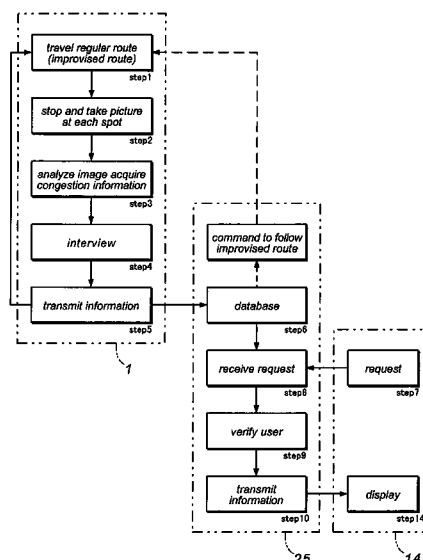 travel regular route
(improvised route)
step1
stop and take picture
at each spot
step2
analyze image acquire
congestion information
step3
interview
step4
transmit information
step5
1
command to follow
improvised route
database
step6
receive request
step8
verify user
step9
transmit
information
step10
25
request
step7
display
step14
14